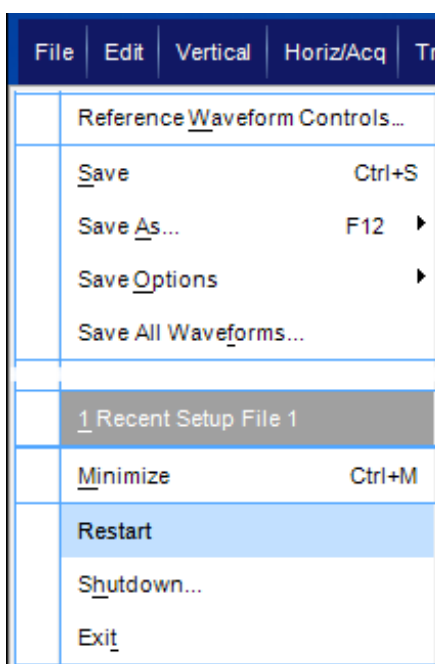 File Edit Vertical Horiz/Acq
Reference Waveform Controls...
Save Ctrl+S
Save As... F12
Save Options
Save All Waveforms...
1 Recent Setup File 1
Minimize Ctrl+M
Restart
Shutdown...
Exit